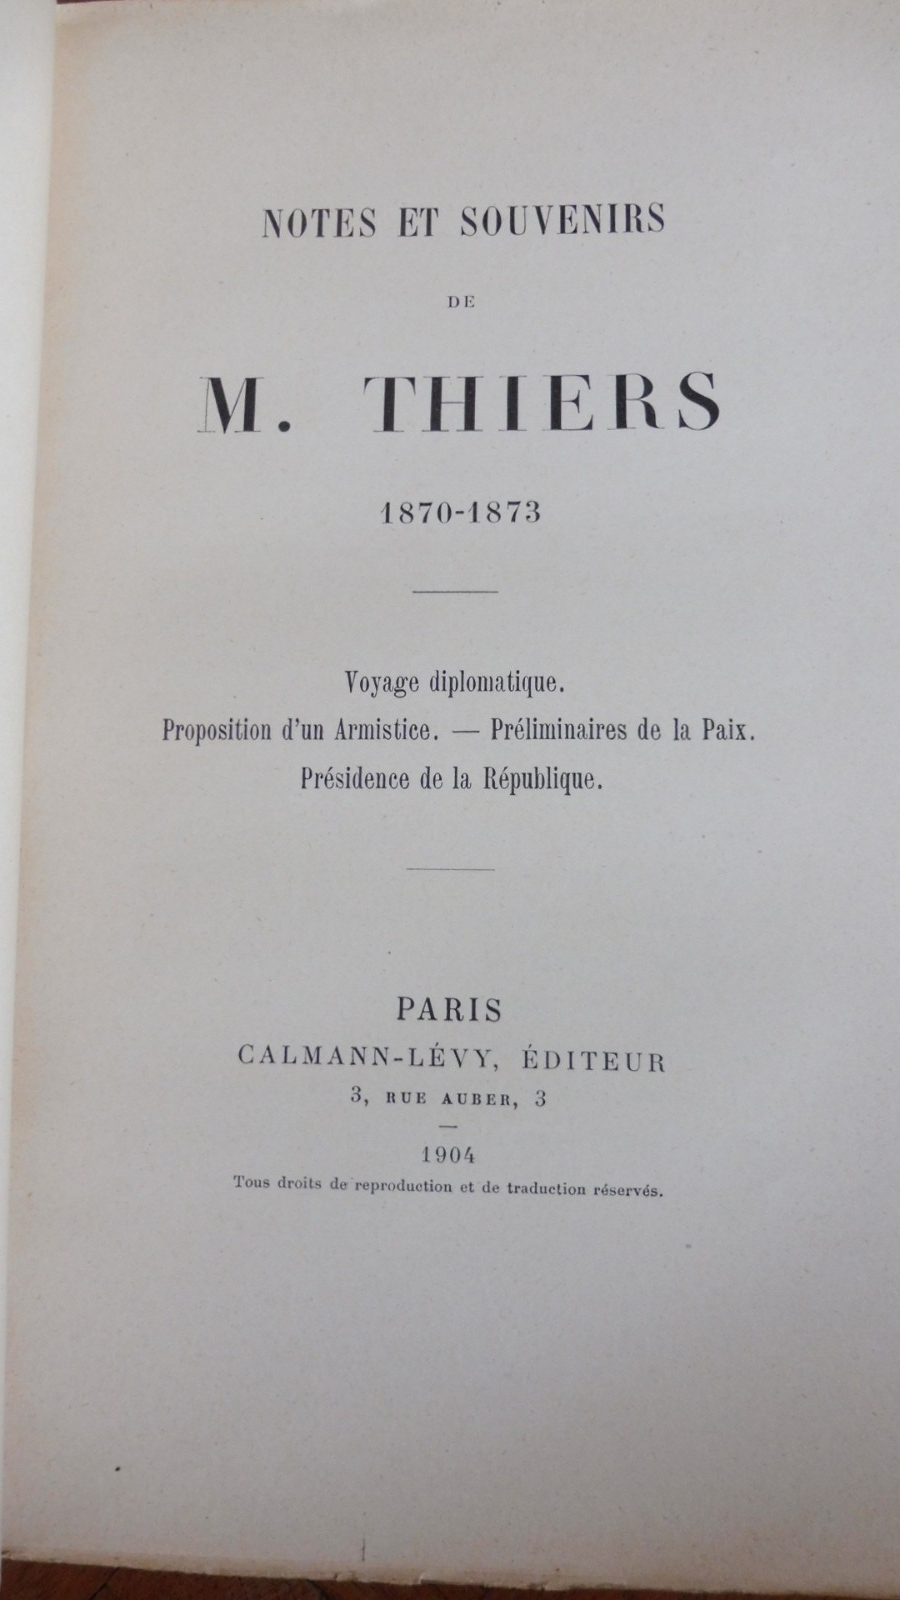 NOTES ET SOUVENIRS
DE
M. THIERS
1870-1873
Voyage diplomatique.
Proposition d'un Armistice. — Préliminaires de la Paix.
Présidence de la République.
PARIS
CALMANN-LÉVY, ÉDITEUR
3, RUE AUBER, 3
1904
Tous droits de reproduction et de traduction réservés.